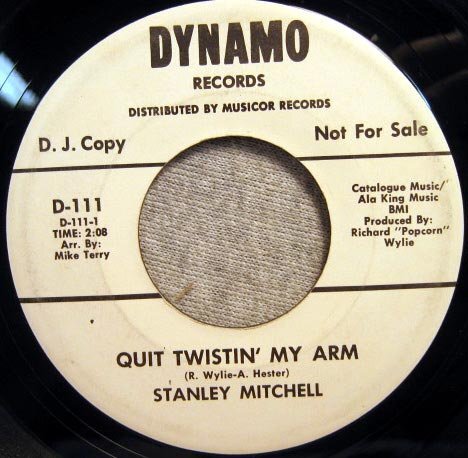 DYNAMO
RECORDS
DISTRIBUTED BY MUSICOR RECORDS
D. J. Copy
Not For Sale
D-111
D-111-1
TIME: 2:08
Arr. By:
Mike Terry
Catalogue Music/
Ala King Music
BMI
Produced By:
Richard "Popcorn"
Wylie
QUIT TWISTIN' MY ARM
(R. Wylie-A. Hester)
STANLEY MITCHELL